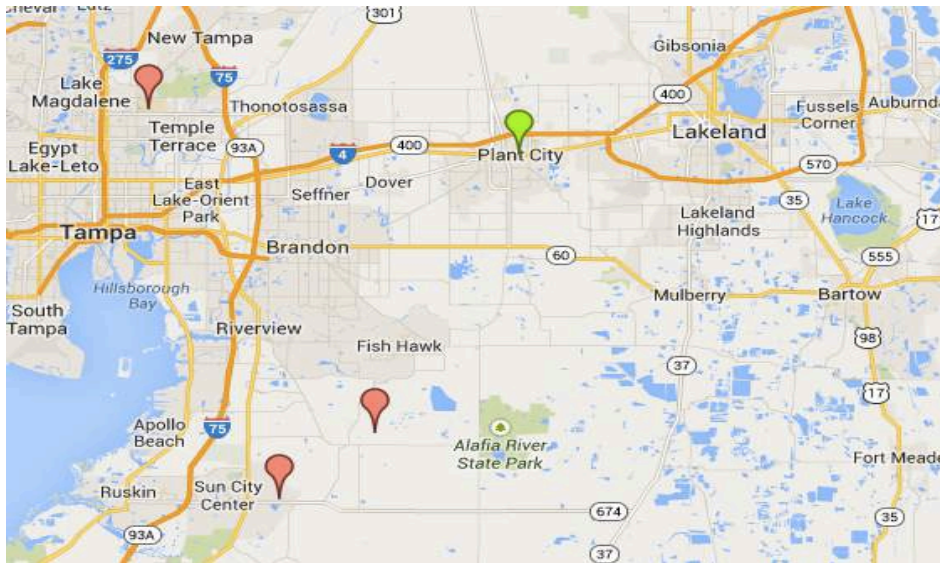 Lutz
301
New Tampa
275
Gibsonia
Lake
Magdalene
75
400
Thonotosassa
Fussels
Corner
Auburnd
Temple
Terrace
Lakeland
93A
400
4
Plant City
Egypt
Lake-Leto
570
Dover
East
Lake-Orient
Park
Seffner
35
Lake
Hancock
17
Lakeland
Highlands
Tampa
Brandon
60
555
Hillsborough
Bay
Mulberry
Bartow
South
Tampa
Riverview
Fish Hawk
98
37
17
Apollo
Beach
75
Alafia River
State Park
Fort Meade
Ruskin
Sun City
Center
674
35
93A
37